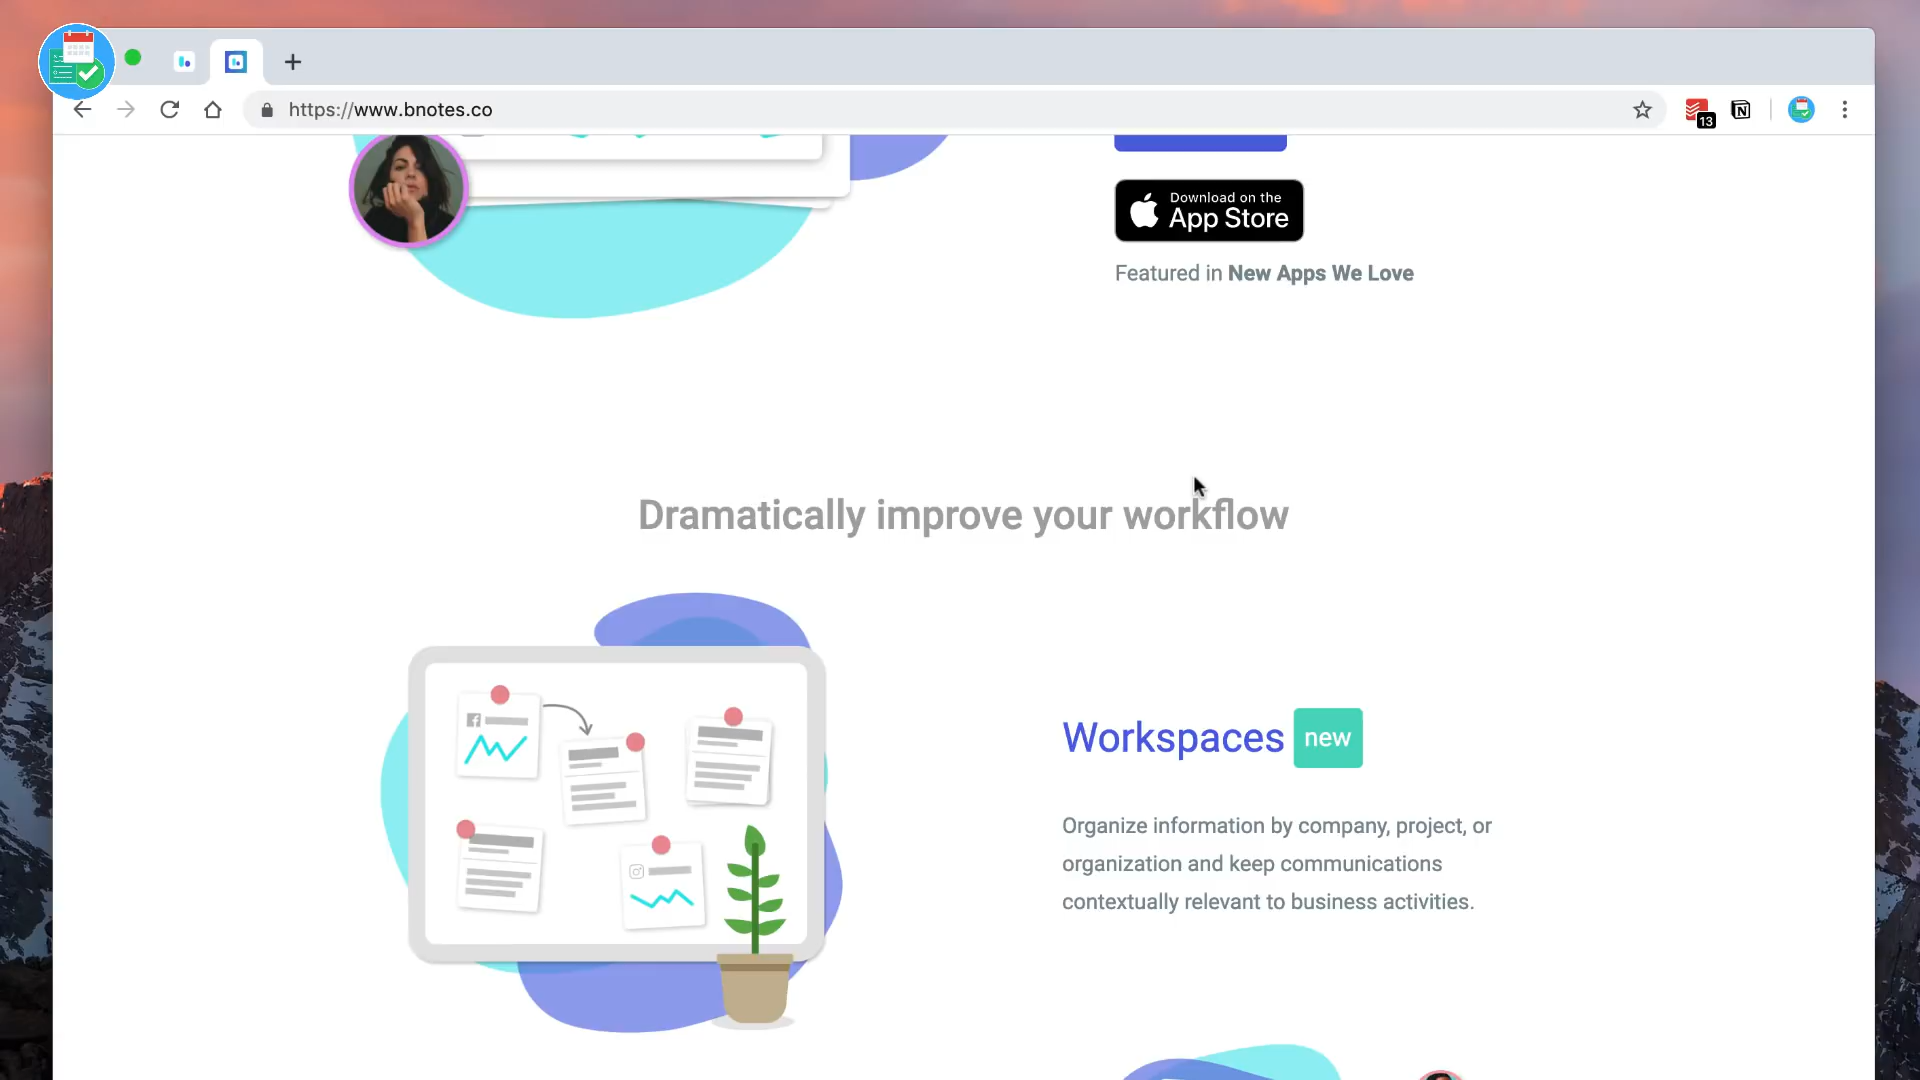 https://www.bnotes.co
13
Download on the
App Store
Featured in New Apps We Love
Dramatically improve your workflow
Workspaces new
Organize information by company, project, or
organization and keep communications
contextually relevant to business activities.